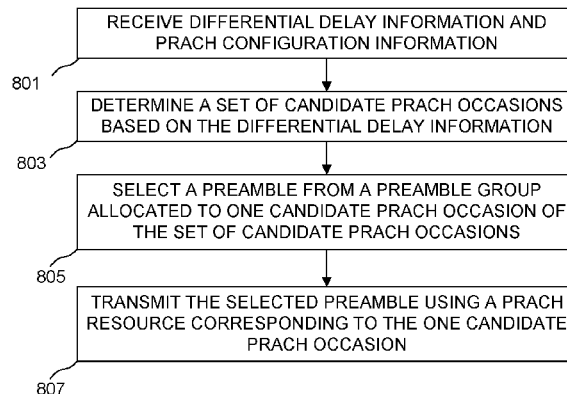 RECEIVE DIFFERENTIAL DELAY INFORMATION AND
PRACH CONFIGURATION INFORMATION
801
DETERMINE A SET OF CANDIDATE PRACH OCCASIONS
BASED ON THE DIFFERENTIAL DELAY INFORMATION
803
SELECT A PREAMBLE FROM A PREAMBLE GROUP
ALLOCATED TO ONE CANDIDATE PRACH OCCASION OF
THE SET OF CANDIDATE PRACH OCCASIONS
805
TRANSMIT THE SELECTED PREAMBLE USING A PRACH
RESOURCE CORRESPONDING TO THE ONE CANDIDATE
PRACH OCCASION
807